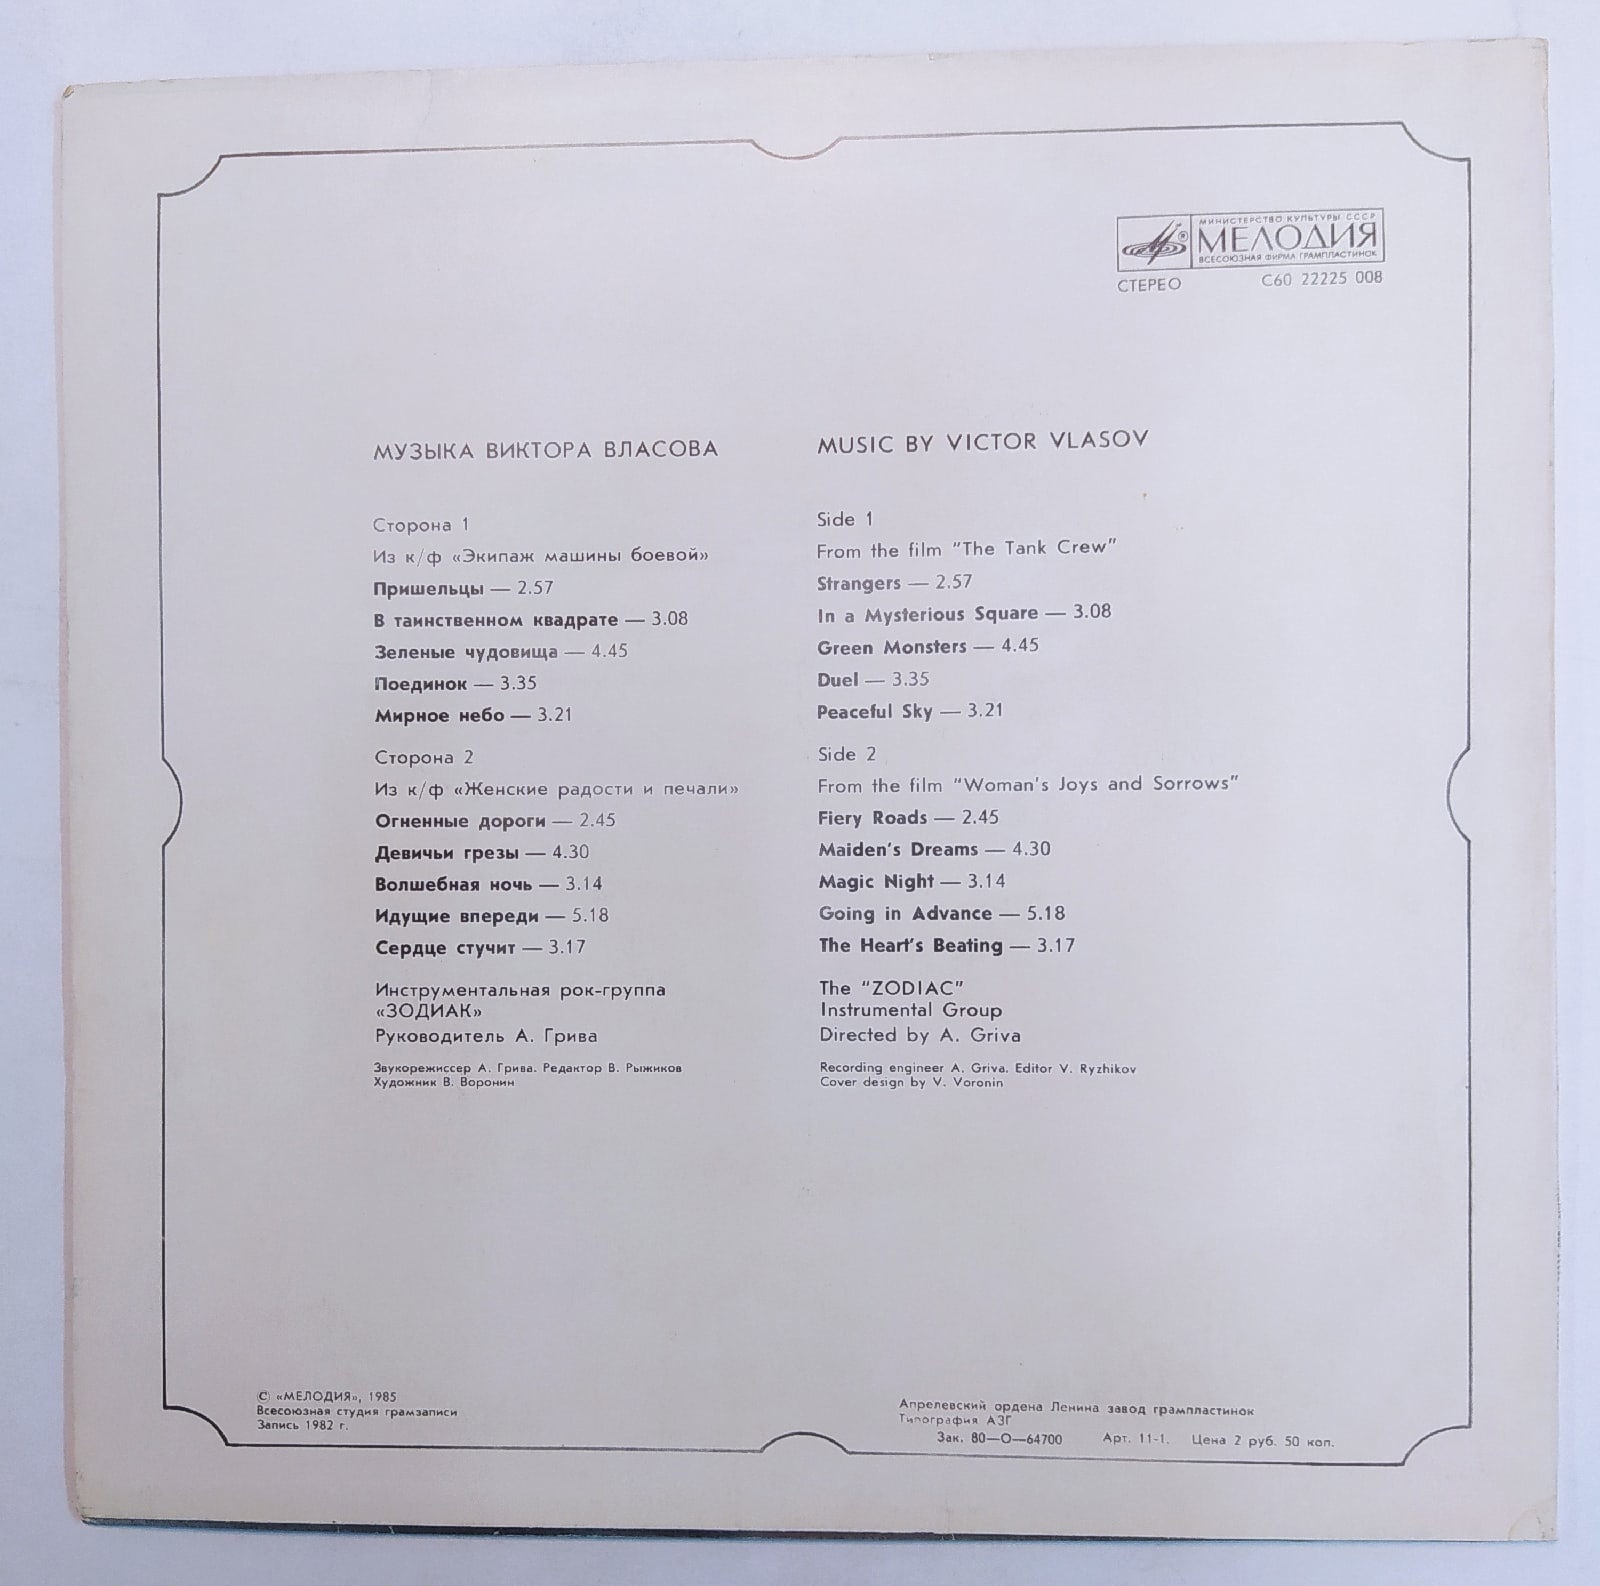 МИНИСТЕРСТВО КУЛЬТУРЫ СССР
® МЕЛОДИЯ
ВСЕСОЮЗНАЯ ФИРМА ГРАМПЛАСТИНОК
СТЕРЕО С60 22225 008
МУЗЫКА ВИКТОРА ВЛАСОВА
Сторона 1
Из к/ф «Экипаж машины боевой»
Пришельцы — 2.57
В таинственном квадрате — 3.08
Зеленые чудовища — 4.45
Поединок — 3.35
Мирное небо — 3.21
Сторона 2
Из к/ф «Женские радости и печали»
Огненные дороги — 2.45
Девичьи грезы — 4.30
Волшебная ночь — 3.14
Идущие впереди — 5.18
Сердце стучит — 3.17
Инструментальная рок-группа
«ЗОДИАК»
Руководитель А. Грива
Звукорежиссер А. Грива. Редактор В. Рыжиков
Художник В. Воронин
MUSIC BY VICTOR VLASOV
Side 1
From the film "The Tank Crew"
Strangers — 2.57
In a Mysterious Square — 3.08
Green Monsters — 4.45
Duel — 3.35
Peaceful Sky — 3.21
Side 2
From the film "Woman's Joys and Sorrows"
Fiery Roads — 2.45
Maiden's Dreams — 4.30
Magic Night — 3.14
Going in Advance — 5.18
The Heart's Beating — 3.17
The "ZODIAC"
Instrumental Group
Directed by A. Griva
Recording engineer A. Griva. Editor V. Ryzhikov
Cover design by V. Voronin
© «МЕЛОДИЯ», 1985
Всесоюзная студия грамзаписи
Запись 1982 г.
Апрелевский ордена Ленина завод грампластинок
Типография АЗГ
Зак. 80—О—64700 Арт. 11-1. Цена 2 руб. 50 коп.